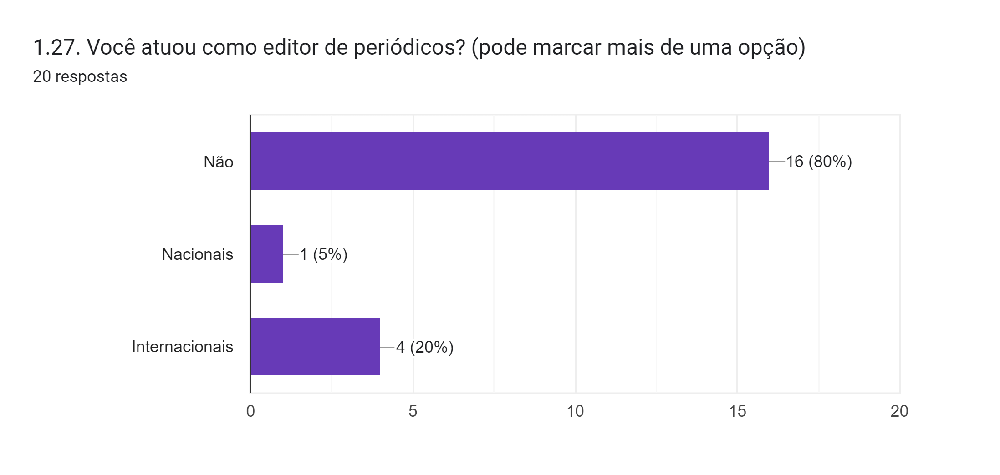 1.27. Você atuou como editor de periódicos? (pode marcar mais de uma opção)
20 respostas
Não
16 (80%)
Nacionais
1 (5%)
Internacionais
4 (20%)
0 5 10 15 20